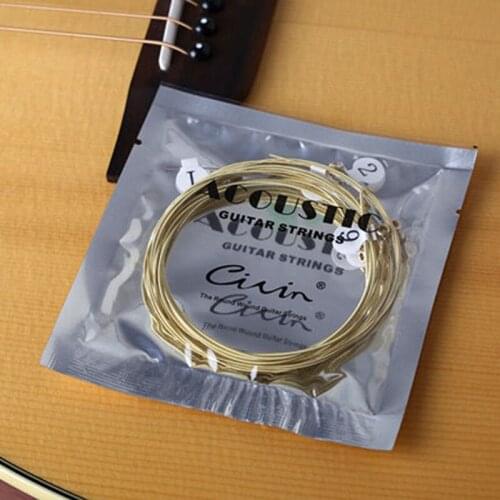 1
2
6
ACOUSTIC
GUITAR STRINGS
ACOUSTIC
GUITAR STRINGS
Civin ®
The Round Wound Guitar Strings
Civin ®
The Round Wound Guitar Strings